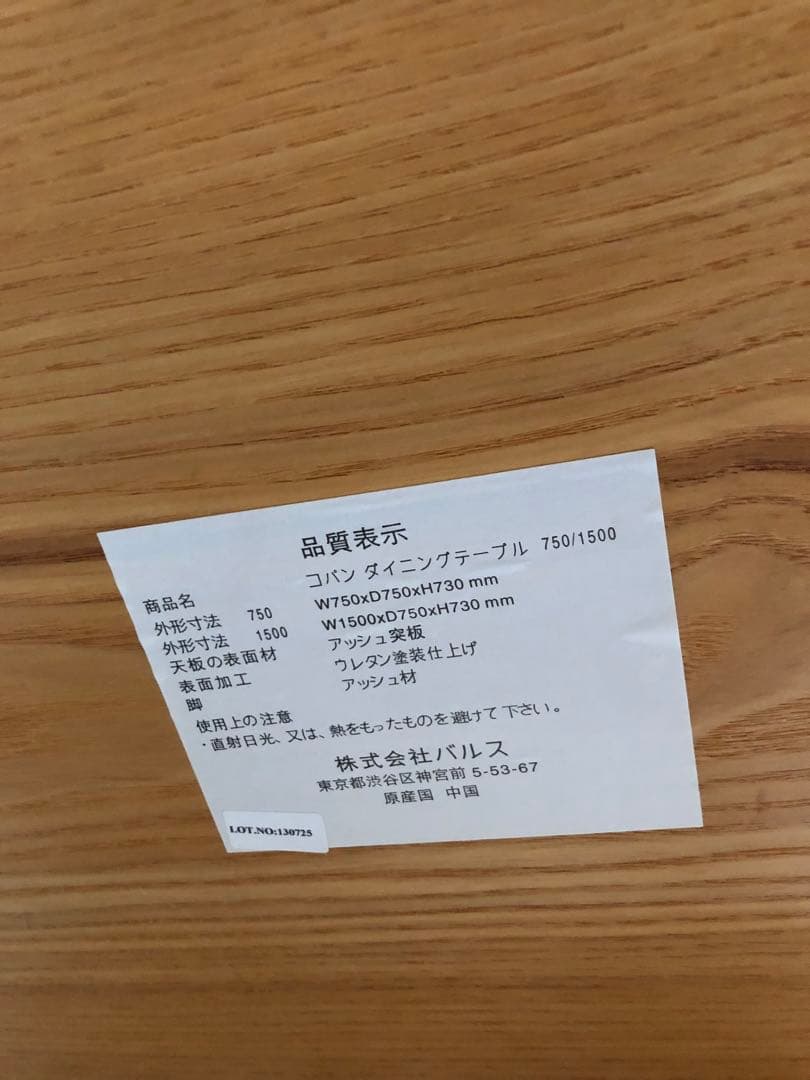 品質表示
商品名 コパン ダイニングテーブル 750/1500
外形寸法 750 W750xD750xH730 mm
外形寸法 1500 W1500xD750xH730 mm
天板の表面材 アッシュ突板
表面加工 ウレタン塗装仕上げ
脚 アッシュ材
使用上の注意
・直射日光、又は、熱をもったものを避けて下さい。
株式会社バルス
東京都渋谷区神宮前 5-53-67
原産国 中国
LOT.NO:130725